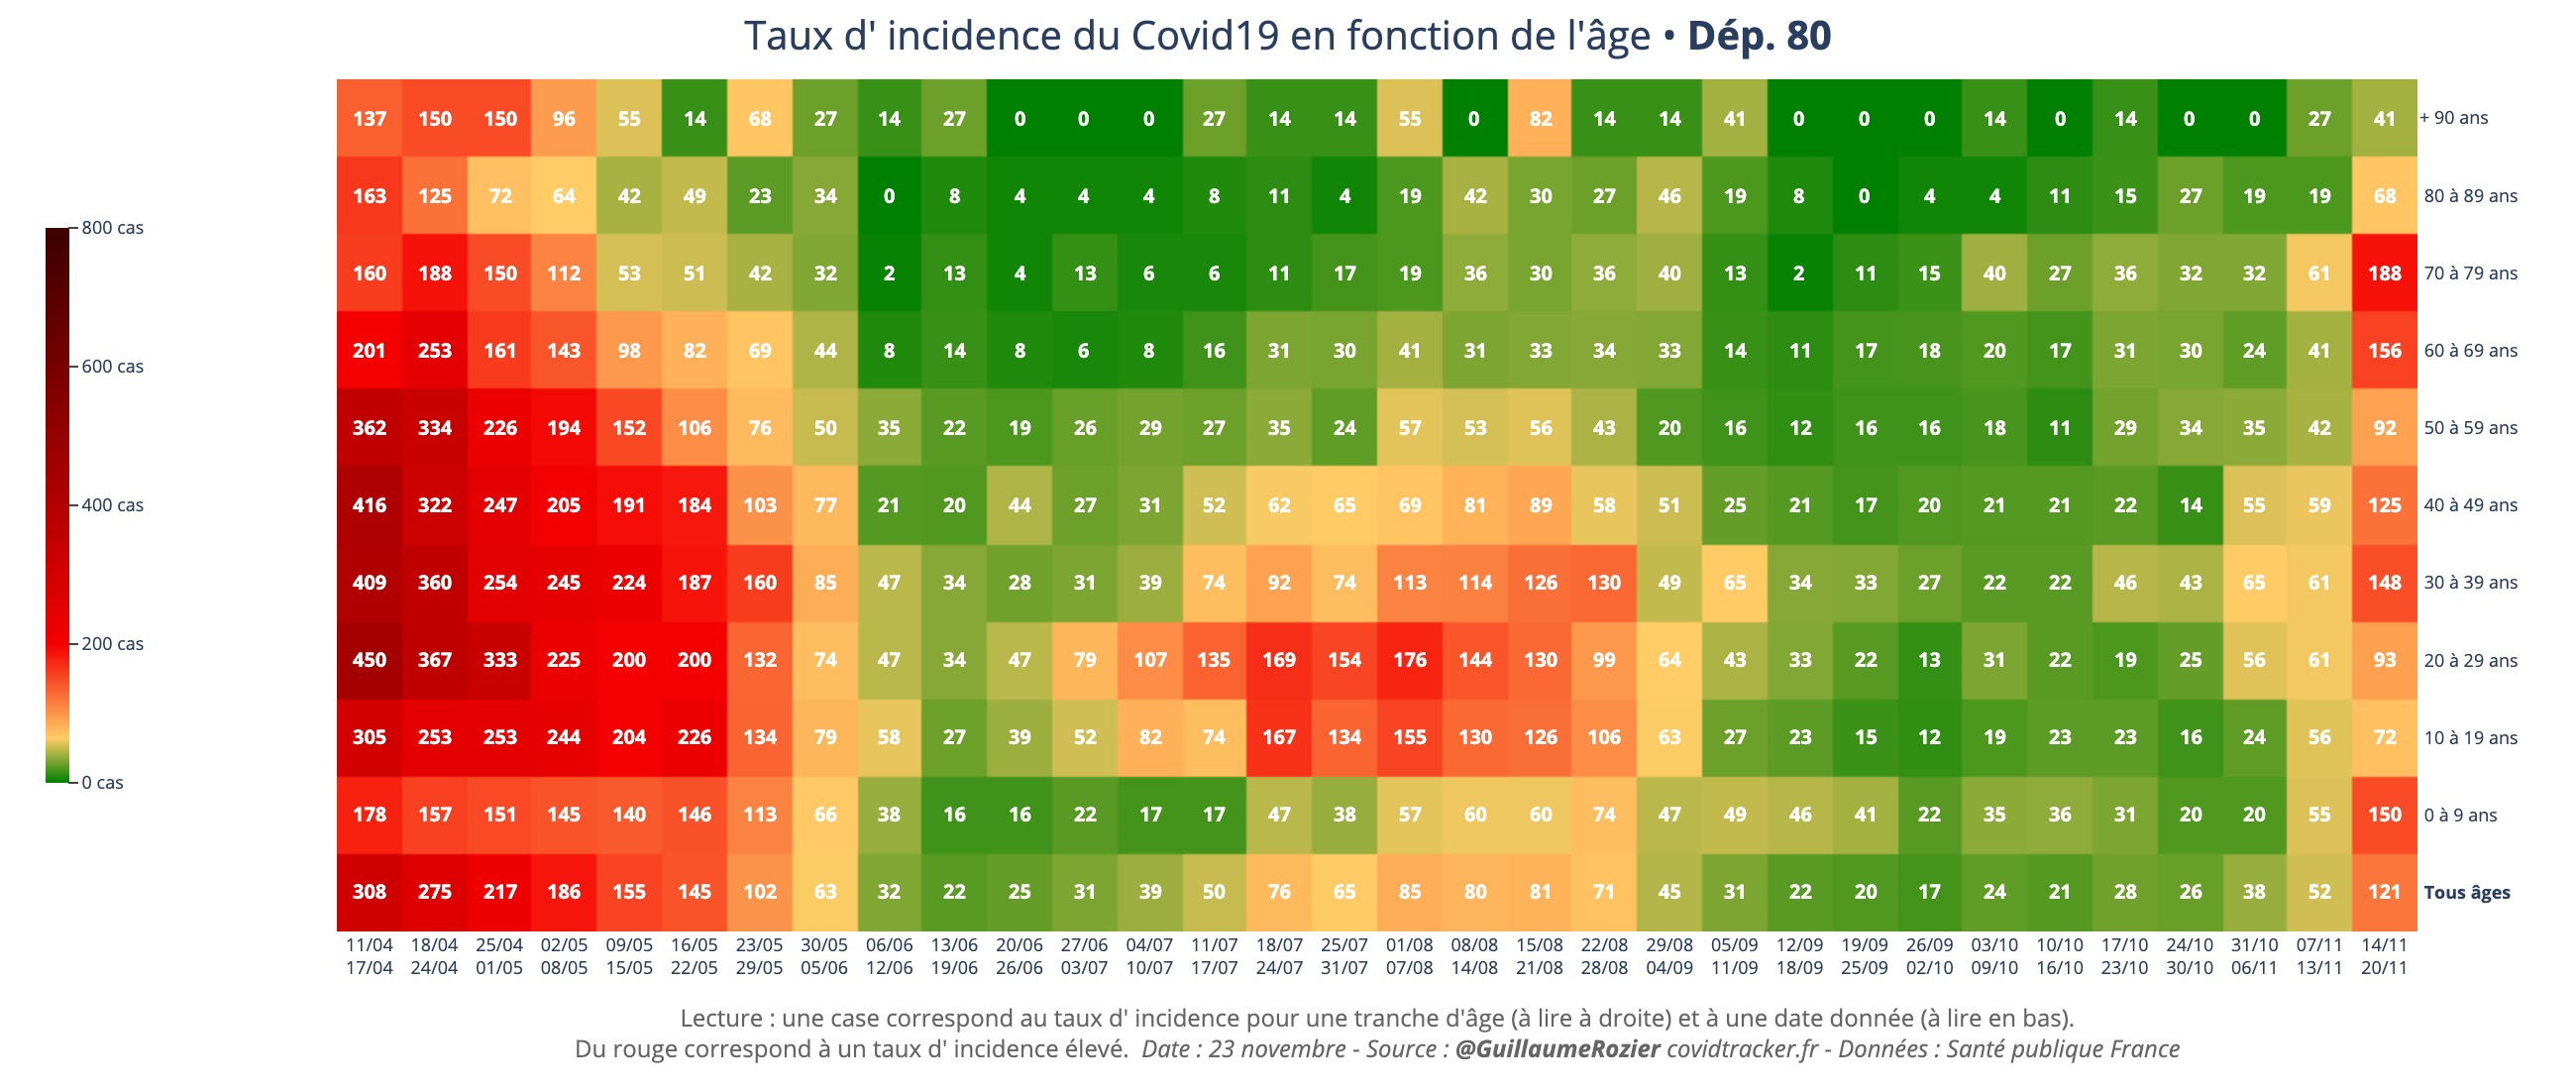 Taux d' incidence du Covid19 en fonction de l'âge • Dép. 80
800 cas
600 cas
400 cas
200 cas
0 cas
137 150 150 96 55 14 68 27 14 27 0 0 0 27 14 14 55 0 82 14 14 41 0 0 0 14 0 14 0 0 27 41 + 90 ans
163 125 72 64 42 49 23 34 0 8 4 4 4 8 11 4 19 42 30 27 46 19 8 0 4 4 11 15 27 19 19 68 80 à 89 ans
160 188 150 112 53 51 42 32 2 13 4 13 6 6 11 17 19 36 30 36 40 13 2 11 15 40 27 36 32 32 61 188 70 à 79 ans
201 253 161 143 98 82 69 44 8 14 8 6 8 16 31 30 41 31 33 34 33 14 11 17 18 20 17 31 30 24 41 156 60 à 69 ans
362 334 226 194 152 106 76 50 35 22 19 26 29 27 35 24 57 53 56 43 20 16 12 16 16 18 11 29 34 35 42 92 50 à 59 ans
416 322 247 205 191 184 103 77 21 20 44 27 31 52 62 65 69 81 89 58 51 25 21 17 20 21 21 22 14 55 59 125 40 à 49 ans
409 360 254 245 224 187 160 85 47 34 28 31 39 74 92 74 113 114 126 130 49 65 34 33 27 22 22 46 43 65 61 148 30 à 39 ans
450 367 333 225 200 200 132 74 47 34 47 79 107 135 169 154 176 144 130 99 64 43 33 22 13 31 22 19 25 56 61 93 20 à 29 ans
305 253 253 244 204 226 134 79 58 27 39 52 82 74 167 134 155 130 126 106 63 27 23 15 12 19 23 23 16 24 56 72 10 à 19 ans
178 157 151 145 140 146 113 66 38 16 16 22 17 17 47 38 57 60 60 74 47 49 46 41 22 35 36 31 20 20 55 150 0 à 9 ans
308 275 217 186 155 145 102 63 32 22 25 31 39 50 76 65 85 80 81 71 45 31 22 20 17 24 21 28 26 38 52 121 Tous âges
11/04 18/04 25/04 02/05 09/05 16/05 23/05 30/05 06/06 13/06 20/06 27/06 04/07 11/07 18/07 25/07 01/08 08/08 15/08 22/08 29/08 05/09 12/09 19/09 26/09 03/10 10/10 17/10 24/10 31/10 07/11 14/11
17/04 24/04 01/05 08/05 15/05 22/05 29/05 05/06 12/06 19/06 26/06 03/07 10/07 17/07 24/07 31/07 07/08 14/08 21/08 28/08 04/09 11/09 18/09 25/09 02/10 09/10 16/10 23/10 30/10 06/11 13/11 20/11
Lecture : une case correspond au taux d' incidence pour une tranche d'âge (à lire à droite) et à une date donnée (à lire en bas).
Du rouge correspond à un taux d' incidence élevé. Date : 23 novembre - Source : @GuillaumeRozier covidtracker.fr - Données : Santé publique France